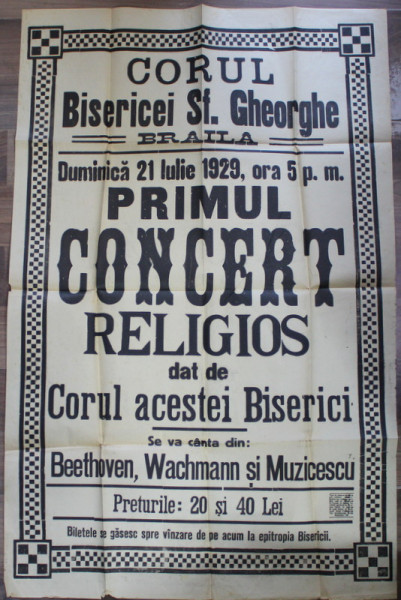 CORUL
Bisericei Sf. Gheorghe
BRAILA
Duminică 21 Iulie 1929, ora 5 p. m.
PRIMUL
CONCERT
RELIGIOS
dat de
Corul acestei Biserici
Se va cânta din:
Beethoven, Wachmann și Muzicescu
Preturile: 20 și 40 Lei
Biletele se găsesc spre vînzare de pe acum la epitropia Bisericii.